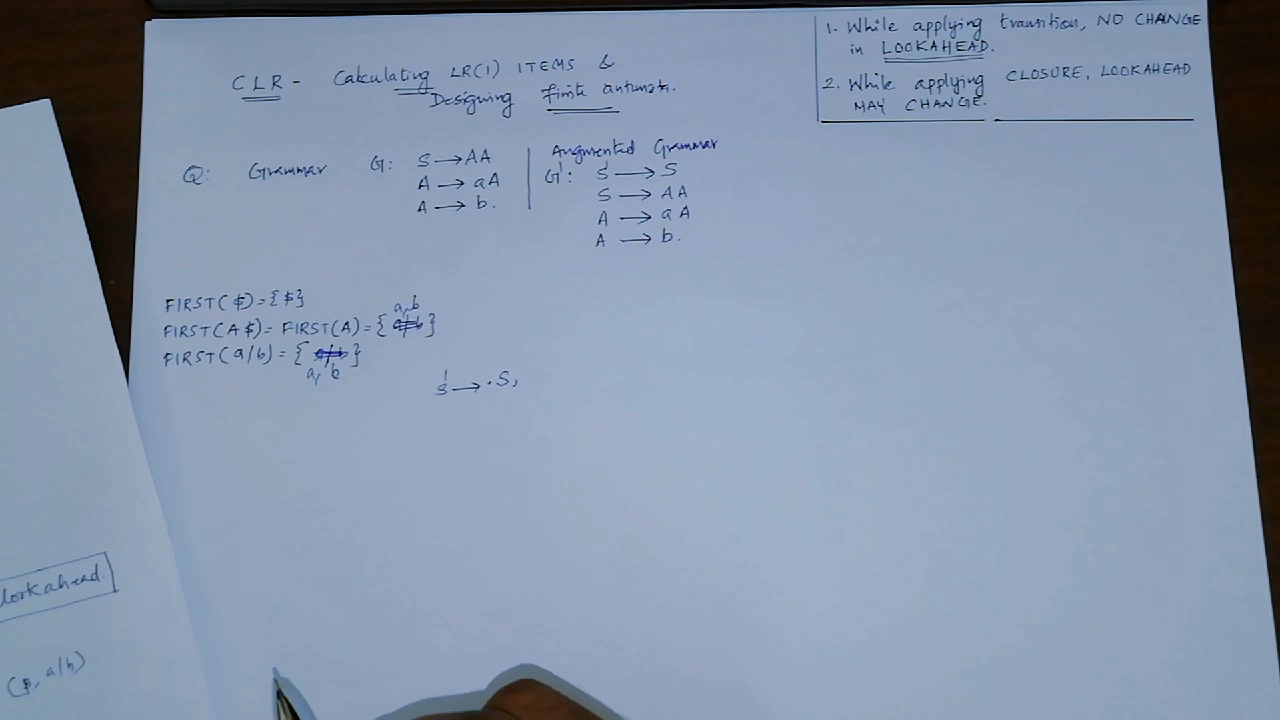 CLR - Calculating LR(1) ITEMS &
Designing finite automata.
1. While applying transition, NO CHANGE
in LOOKAHEAD.
2. While applying CLOSURE, LOOKAHEAD
MAY CHANGE.
Q: Grammar G: S → AA
A → aA
A → b.
Augmented Grammar
G': S' → S
S → AA
A → aA
A → b.
FIRST($) = {$}
FIRST(A$) = FIRST(A) = { a, b }
FIRST(a/b) = { a, b }
S' → .S,
lookahead.
($, a/b)